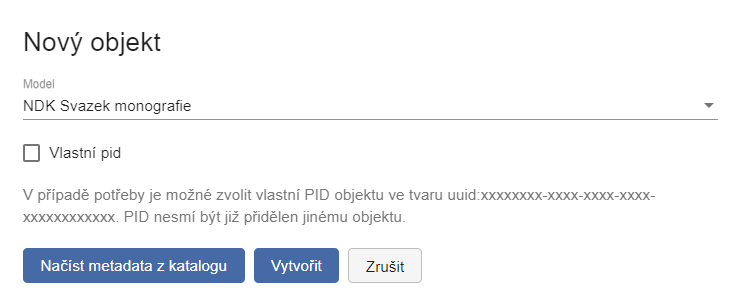 Nový objekt
Model
NDK Svazek monografie
Vlastní pid
V případě potřeby je možné zvolit vlastní PID objektu ve tvaru uuid:xxxxxxxx-xxxx-xxxx-xxxx-
xxxxxxxxxxxx. PID nesmí být již přidělen jinému objektu.
Načíst metadata z katalogu Vytvořit Zrušit